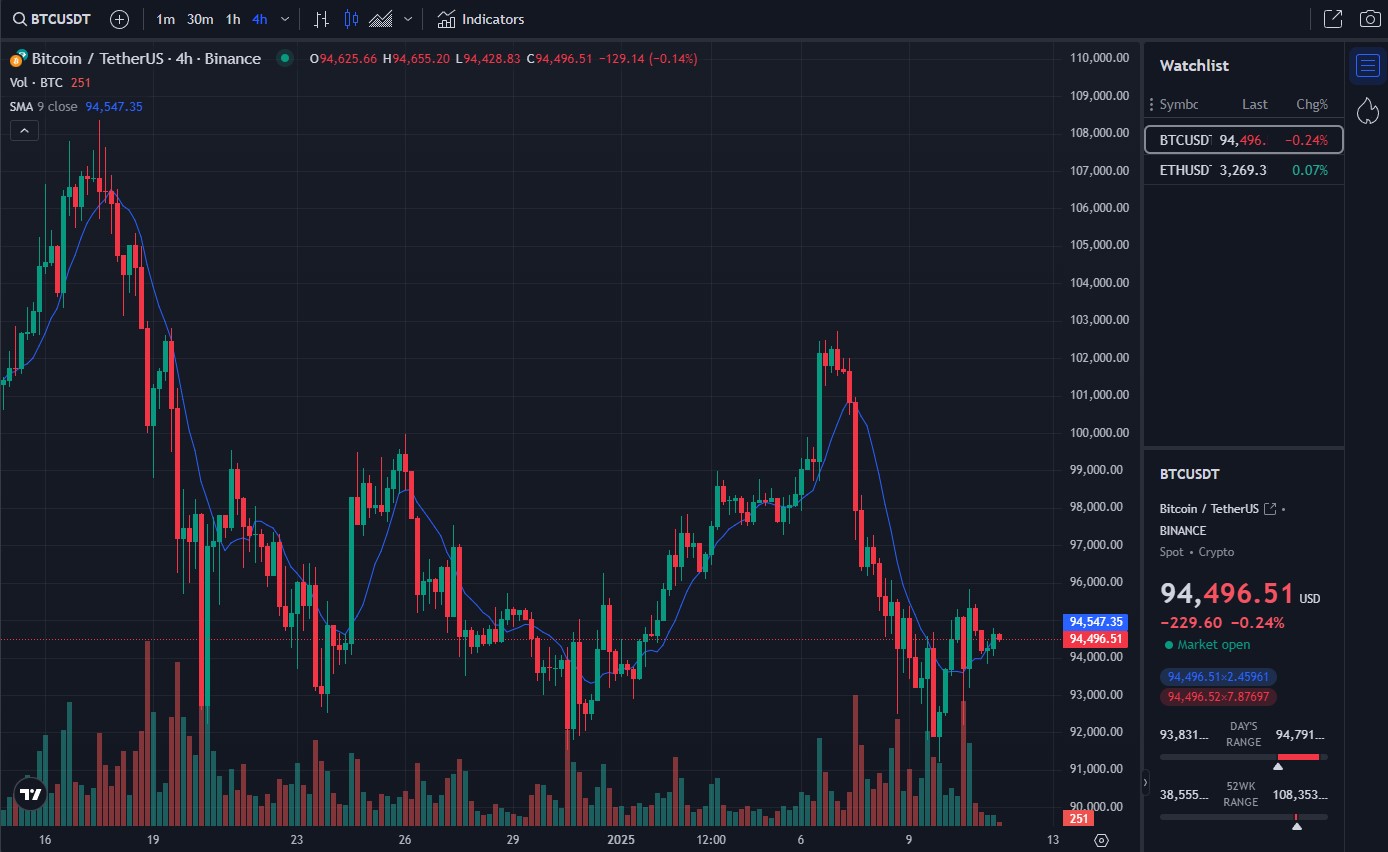 BTCUSDT 1m 30m 1h 4h Indicators
Bitcoin / TetherUS · 4h · Binance O94,625.66 H94,655.20 L94,428.83 C94,496.51 −129.14 (−0.14%)
Vol · BTC 251
SMA 9 close 94,547.35
110,000.00
109,000.00
108,000.00
107,000.00
106,000.00
105,000.00
104,000.00
103,000.00
102,000.00
101,000.00
100,000.00
99,000.00
98,000.00
97,000.00
96,000.00
94,547.35
94,496.51
94,000.00
93,000.00
92,000.00
91,000.00
90,000.00
251
16 19 23 26 29 2025 12:00 6 9 13
Watchlist
Symbc Last Chg%
BTCUSDT 94,496. −0.24%
ETHUSDT 3,269.3 0.07%
BTCUSDT
Bitcoin / TetherUS •
BINANCE
Spot • Crypto
94,496.51 USD
−229.60 −0.24%
Market open
94,496.51×2.45961
94,496.52×7.87697
93,831... DAY'S RANGE 94,791...
38,555... 52WK RANGE 108,353...